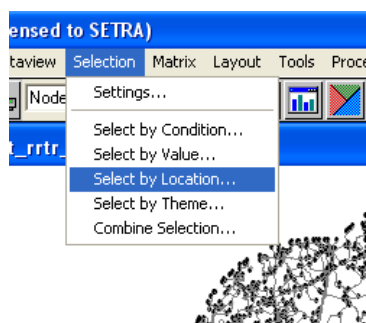 ensed to SETRA)
taview Selection Matrix Layout Tools Proce
Node
Settings...
t_rrtr_
Select by Condition...
Select by Value...
Select by Location...
Select by Theme...
Combine Selection...